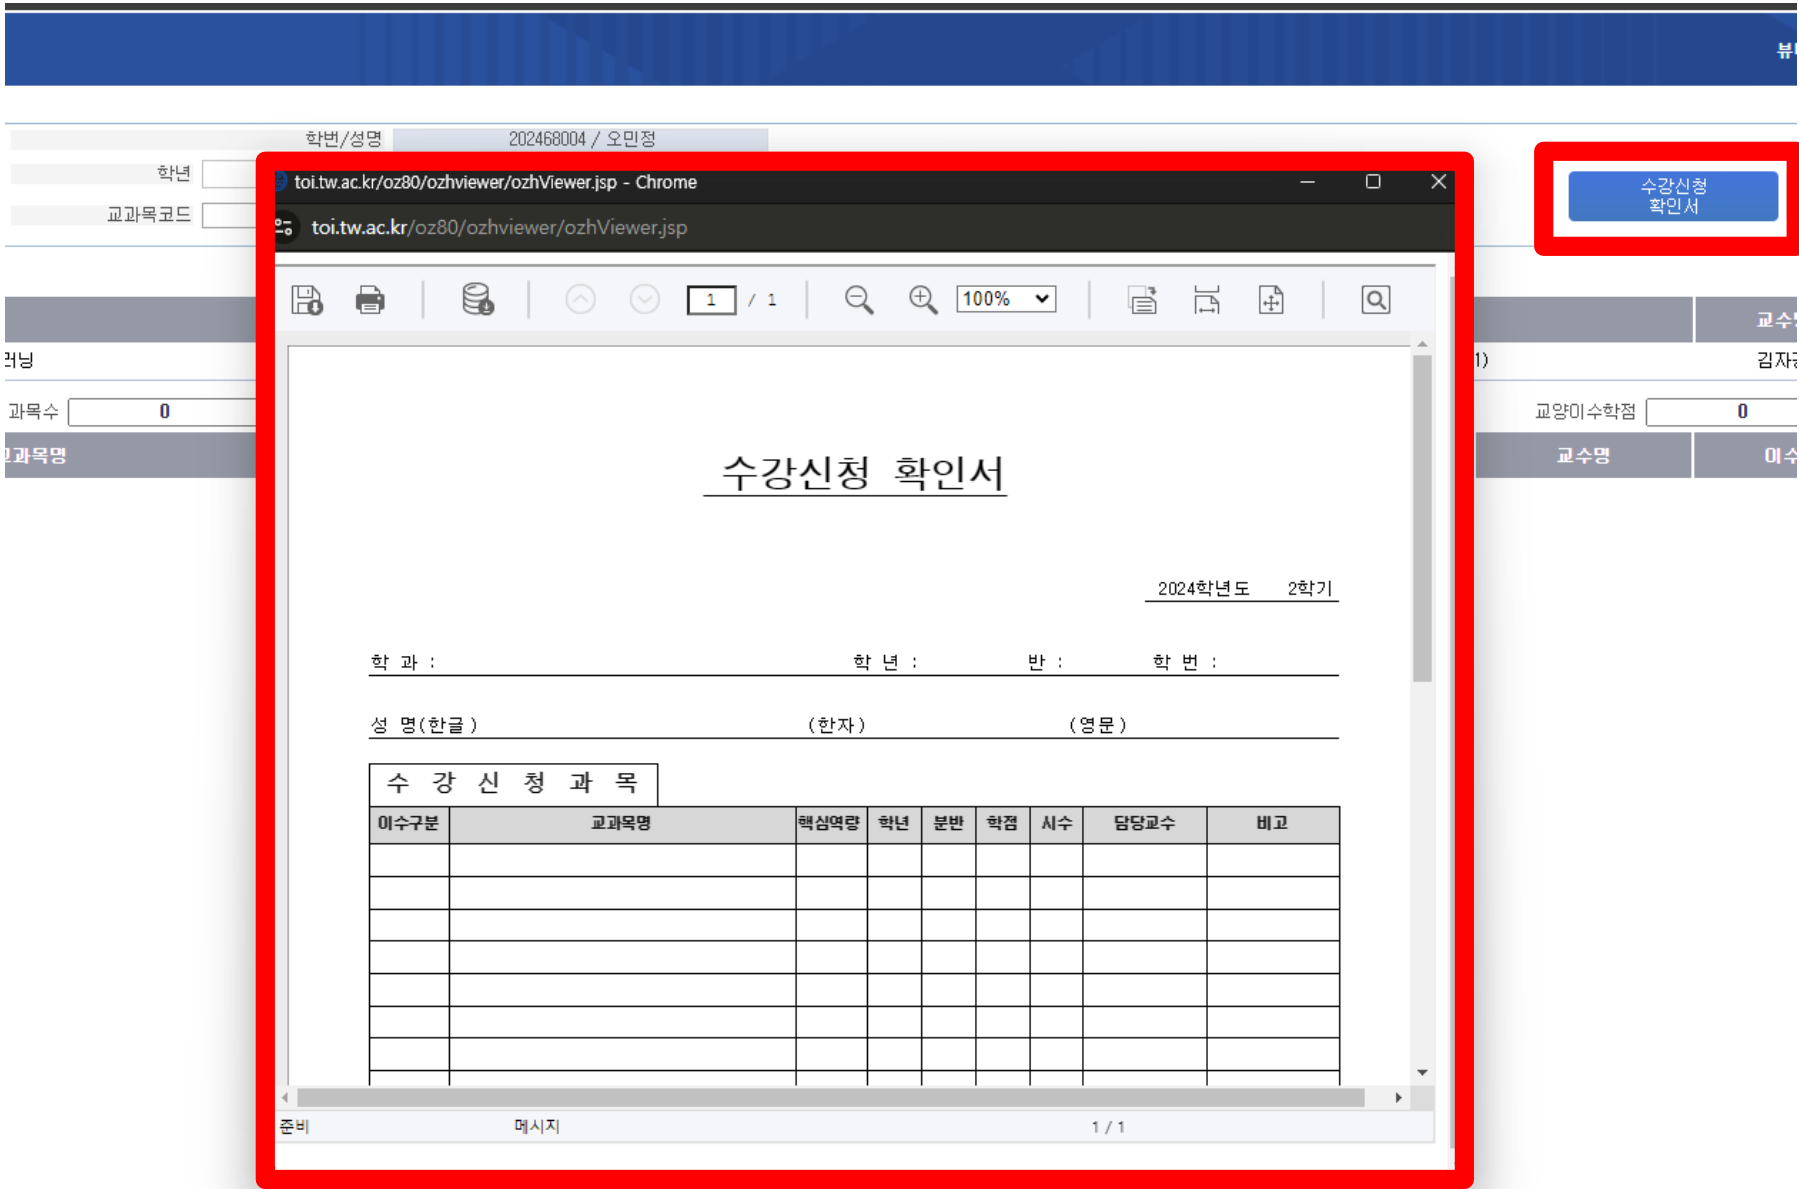 학번/성명 202468004 / 오민정
학년
교과목코드
수강신청
확인서
toi.tw.ac.kr/oz80/ozhviewer/ozhViewer.jsp - Chrome
toi.tw.ac.kr/oz80/ozhviewer/ozhViewer.jsp
1 / 1 100%
러닝
과목수 0
교과목명
1)
교양이수학점 0
교수명
수강신청 확인서
2024학년도 2학기
학 과 : 학 년 : 반 : 학 번 :
성 명(한글) (한자) (영문)
수 강 신 청 과 목
이수구분 교과목명 핵심역량 학년 분반 학점 시수 담당교수 비고
준비 메시지 1 / 1